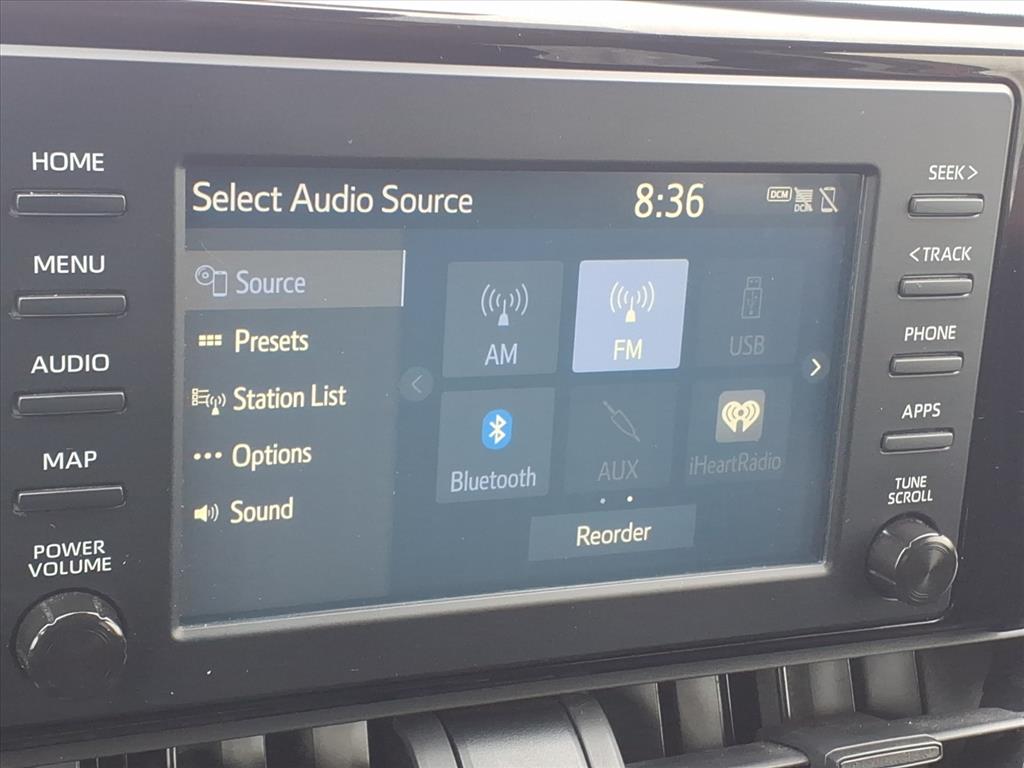 HOME
MENU
AUDIO
MAP
POWER
VOLUME
Select Audio Source
8:36
DCM
DCM
Source
Presets
Station List
Options
Sound
AM
FM
USB
Bluetooth
AUX
iHeartRadio
Reorder
SEEK >
< TRACK
PHONE
APPS
TUNE
SCROLL